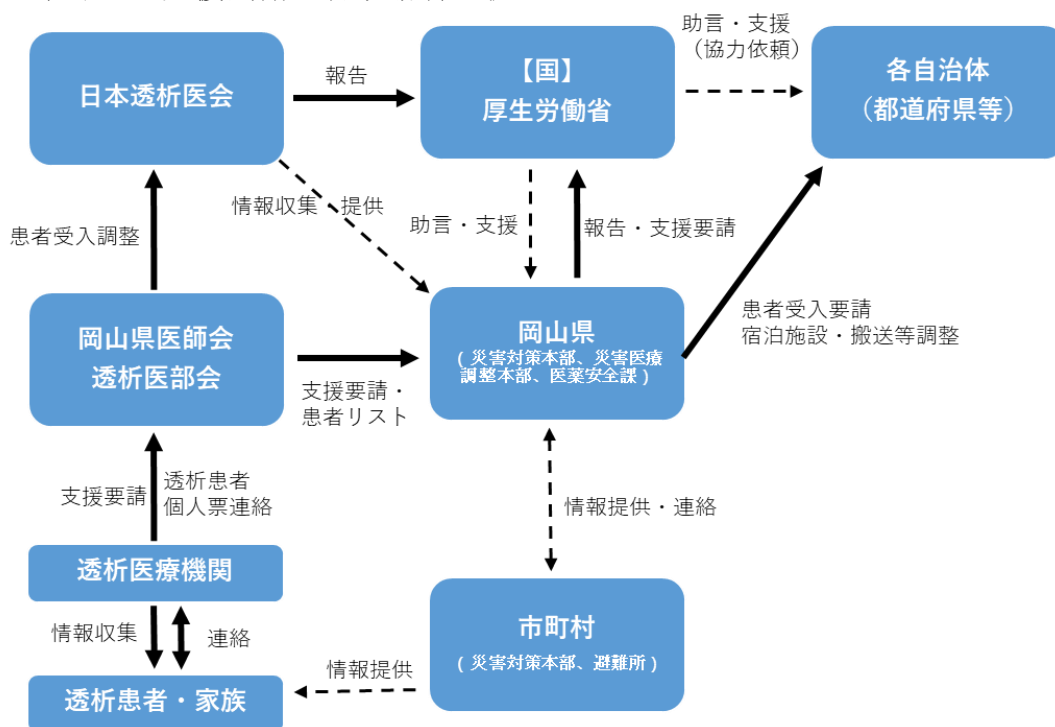 助言・支援
（協力依頼）
日本透析医会
報告
【国】
厚生労働省
各自治体
（都道府県等）
情報収集・提供
助言・支援
報告・支援要請
患者受入調整
岡山県医師会
透析医部会
支援要請・
患者リスト
岡山県
（災害対策本部、災害医療
調整本部、医薬安全課）
患者受入要請
宿泊施設・搬送等調整
支援要請
透析患者
個人票連絡
情報提供・連絡
透析医療機関
情報収集
連絡
市町村
（災害対策本部、避難所）
情報提供
透析患者・家族